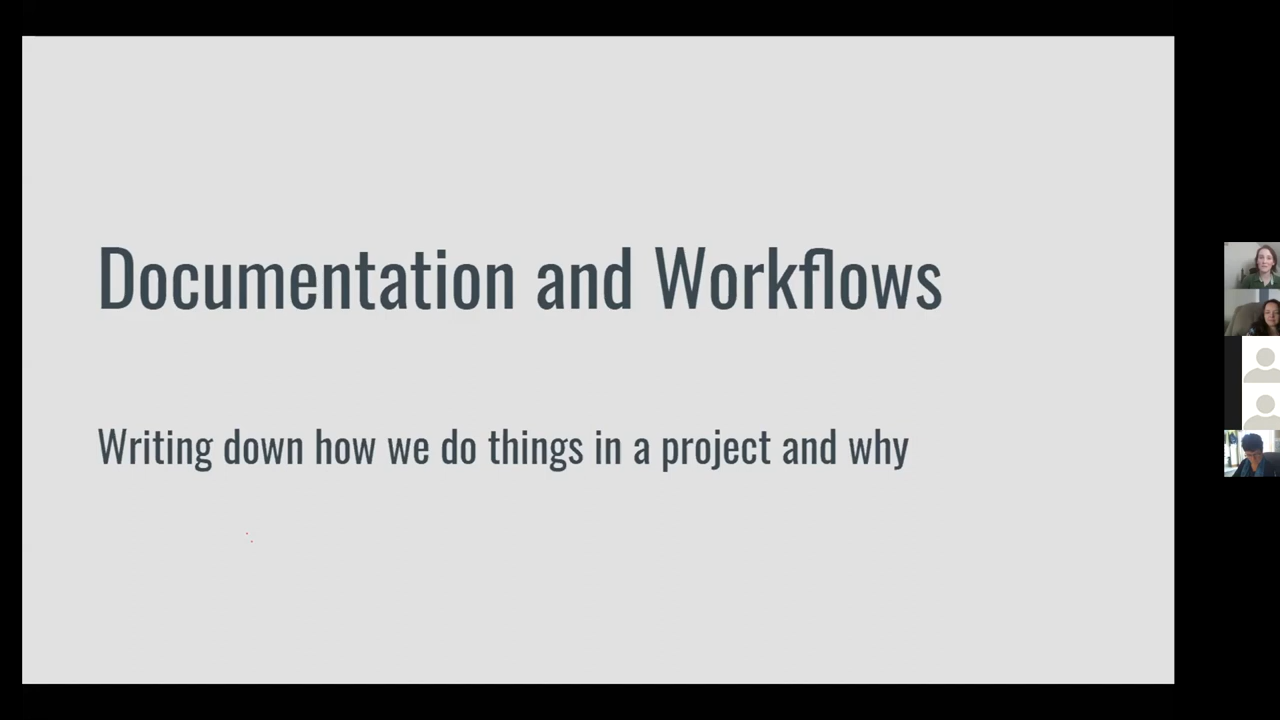 Documentation and Workflows
Writing down how we do things in a project and why